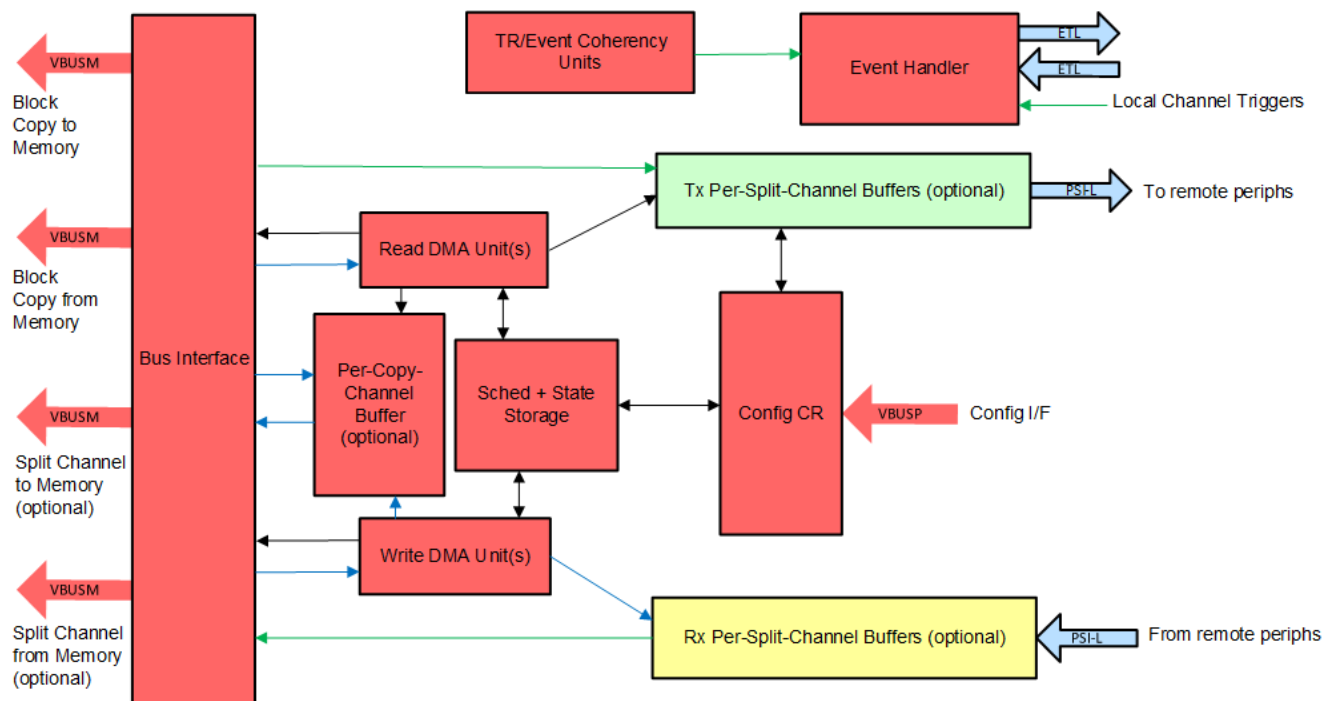 TR/Event Coherency
Units
Event Handler
ETL
ETL
Local Channel Triggers
VBUSM
Block
Copy to
Memory
Tx Per-Split-Channel Buffers (optional)
PSI-L
To remote periphs
VBUSM
Block
Copy from
Memory
Read DMA Unit(s)
Bus Interface
Per-Copy-
Channel
Buffer
(optional)
Sched + State
Storage
Config CR
VBUSP
Config I/F
VBUSM
Split Channel
to Memory
(optional)
Write DMA Unit(s)
VBUSM
Split Channel
from Memory
(optional)
Rx Per-Split-Channel Buffers (optional)
PSI-L
From remote periphs